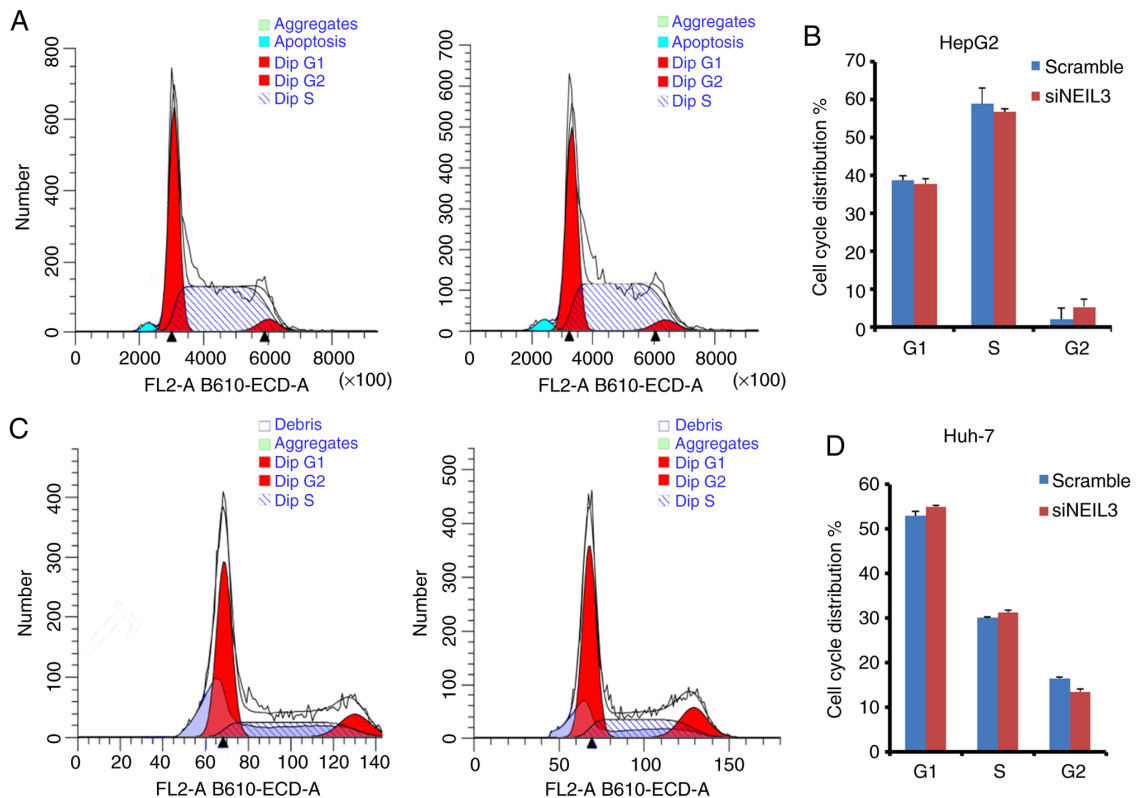 A
Aggregates
Apoptosis
Dip G1
Dip G2
Dip S
800
600
400
200
0
Number
0 2000 4000 6000 8000
FL2-A B610-ECD-A (×100)
Aggregates
Apoptosis
Dip G1
Dip G2
Dip S
700
600
500
400
300
200
100
0
0 2000 4000 6000 8000
FL2-A B610-ECD-A (×100)
B
HepG2
Scramble
siNEIL3
70
60
50
40
30
20
10
0
Cell cycle distribution %
G1 S G2
C
Debris
Aggregates
Dip G1
Dip G2
Dip S
400
300
200
100
0
Number
0 20 40 60 80 100 120 140
FL2-A B610-ECD-A
Debris
Aggregates
Dip G1
Dip G2
Dip S
500
400
300
200
100
0
Number
0 50 100 150
FL2-A B610-ECD-A
D
Huh-7
Scramble
siNEIL3
60
50
40
30
20
10
0
Cell cycle distribution %
G1 S G2